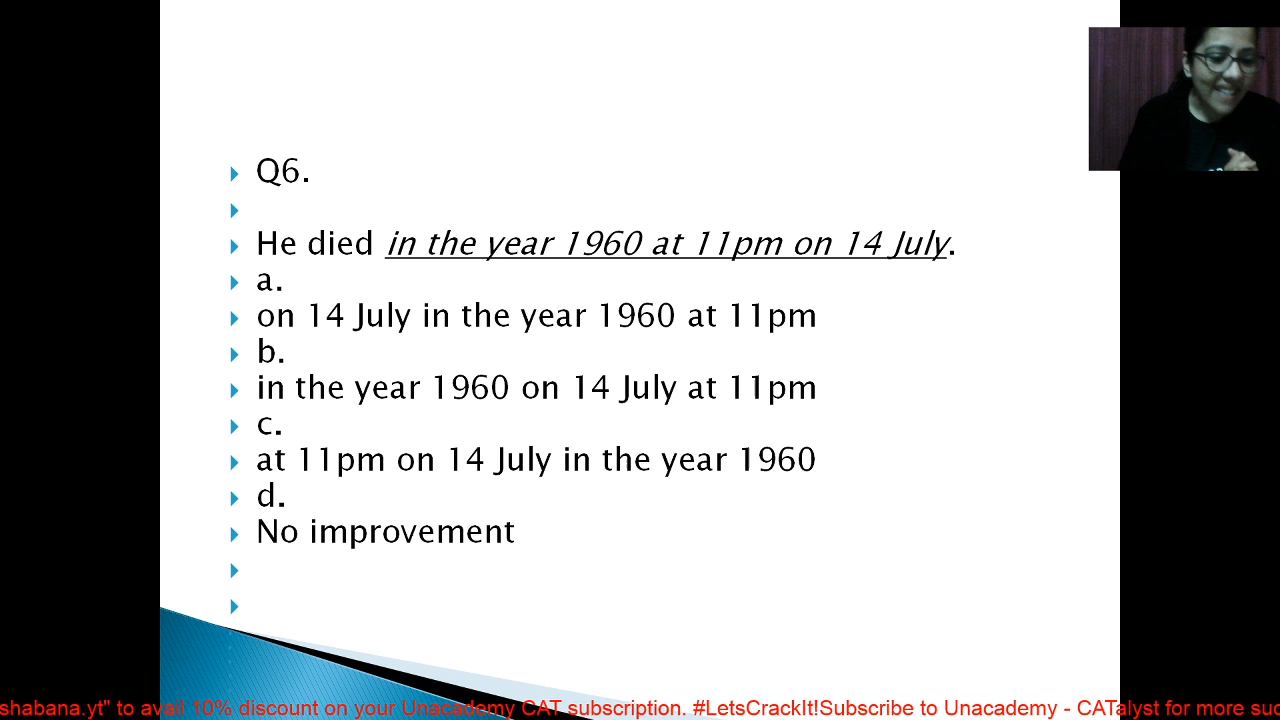 Q6.
He died in the year 1960 at 11pm on 14 July.
a.
on 14 July in the year 1960 at 11pm
b.
in the year 1960 on 14 July at 11pm
c.
at 11pm on 14 July in the year 1960
d.
No improvement
shabana.yt" to avail 10% discount on your Unacademy CAT subscription. #LetsCrackIt!Subscribe to Unacademy - CATalyst for more suc